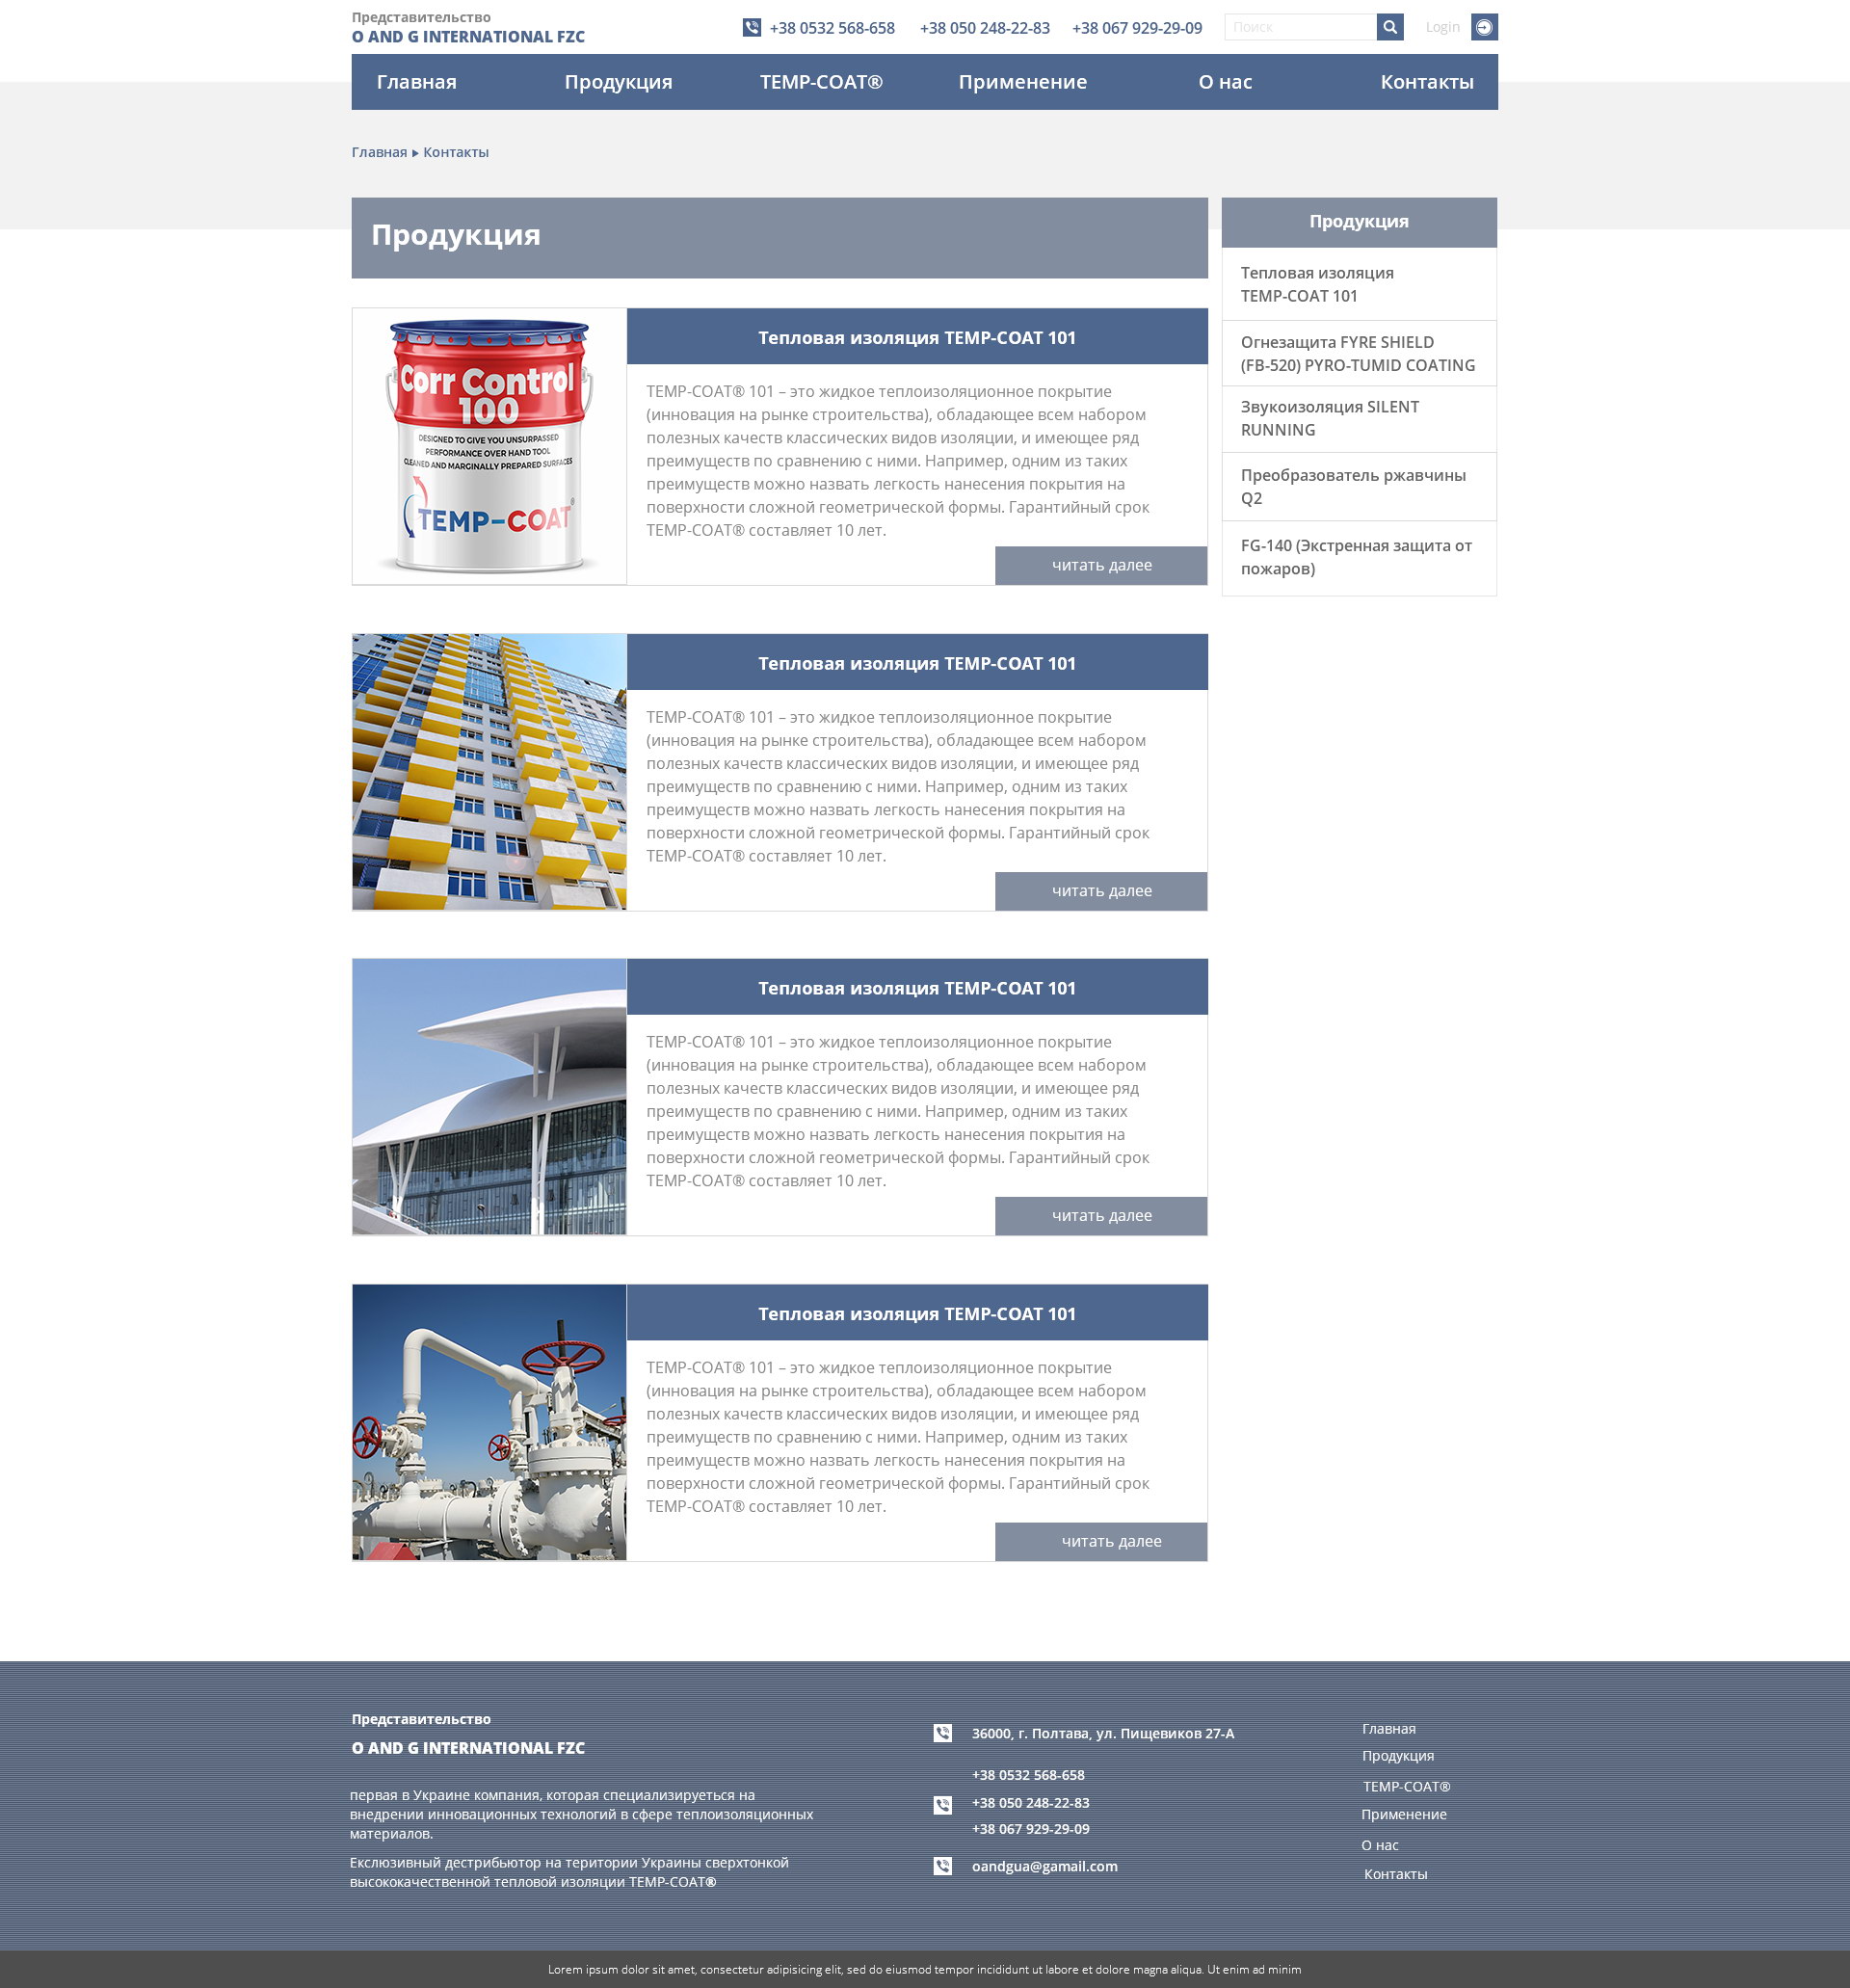 Представительство
O AND G INTERNATIONAL FZC
+38 0532 568-658
+38 050 248-22-83
+38 067 929-29-09
Поиск
Login
Главная
Продукция
TEMP-COAT®
Применение
О нас
Контакты
Главная
Контакты
Продукция
Corr Control
100
DESIGNED TO GIVE YOU UNSURPASSED
PERFORMANCE OVER HAND TOOL
CLEANED AND MARGINALLY PREPARED SURFACES
TEMP-COAT®
Тепловая изоляция TEMP-COAT 101
TEMP-COAT® 101 – это жидкое теплоизоляционное покрытие
(инновация на рынке строительства), обладающее всем набором
полезных качеств классических видов изоляции, и имеющее ряд
преимуществ по сравнению с ними. Например, одним из таких
преимуществ можно назвать легкость нанесения покрытия на
поверхности сложной геометрической формы. Гарантийный срок
TEMP-COAT® составляет 10 лет.
читать далее
Тепловая изоляция TEMP-COAT 101
TEMP-COAT® 101 – это жидкое теплоизоляционное покрытие
(инновация на рынке строительства), обладающее всем набором
полезных качеств классических видов изоляции, и имеющее ряд
преимуществ по сравнению с ними. Например, одним из таких
преимуществ можно назвать легкость нанесения покрытия на
поверхности сложной геометрической формы. Гарантийный срок
TEMP-COAT® составляет 10 лет.
читать далее
Тепловая изоляция TEMP-COAT 101
TEMP-COAT® 101 – это жидкое теплоизоляционное покрытие
(инновация на рынке строительства), обладающее всем набором
полезных качеств классических видов изоляции, и имеющее ряд
преимуществ по сравнению с ними. Например, одним из таких
преимуществ можно назвать легкость нанесения покрытия на
поверхности сложной геометрической формы. Гарантийный срок
TEMP-COAT® составляет 10 лет.
читать далее
Тепловая изоляция TEMP-COAT 101
TEMP-COAT® 101 – это жидкое теплоизоляционное покрытие
(инновация на рынке строительства), обладающее всем набором
полезных качеств классических видов изоляции, и имеющее ряд
преимуществ по сравнению с ними. Например, одним из таких
преимуществ можно назвать легкость нанесения покрытия на
поверхности сложной геометрической формы. Гарантийный срок
TEMP-COAT® составляет 10 лет.
читать далее
Продукция
Тепловая изоляция
TEMP-COAT 101
Огнезащита FYRE SHIELD
(FB-520) PYRO-TUMID COATING
Звукоизоляция SILENT
RUNNING
Преобразователь ржавчины
Q2
FG-140 (Экстренная защита от
пожаров)
Представительство
O AND G INTERNATIONAL FZC
первая в Украине компания, которая специализируеться на
внедрении инновационных технологий в сфере теплоизоляционных
материалов.
Екслюзивный дестрибьютор на територии Украины сверхтонкой
высококачественной тепловой изоляции TEMP-COAT®
36000, г. Полтава, ул. Пищевиков 27-А
+38 0532 568-658
+38 050 248-22-83
+38 067 929-29-09
oandgua@gamail.com
Главная
Продукция
TEMP-COAT®
Применение
О нас
Контакты
Lorem ipsum dolor sit amet, consectetur adipisicing elit, sed do eiusmod tempor incididunt ut labore et dolore magna aliqua. Ut enim ad minim